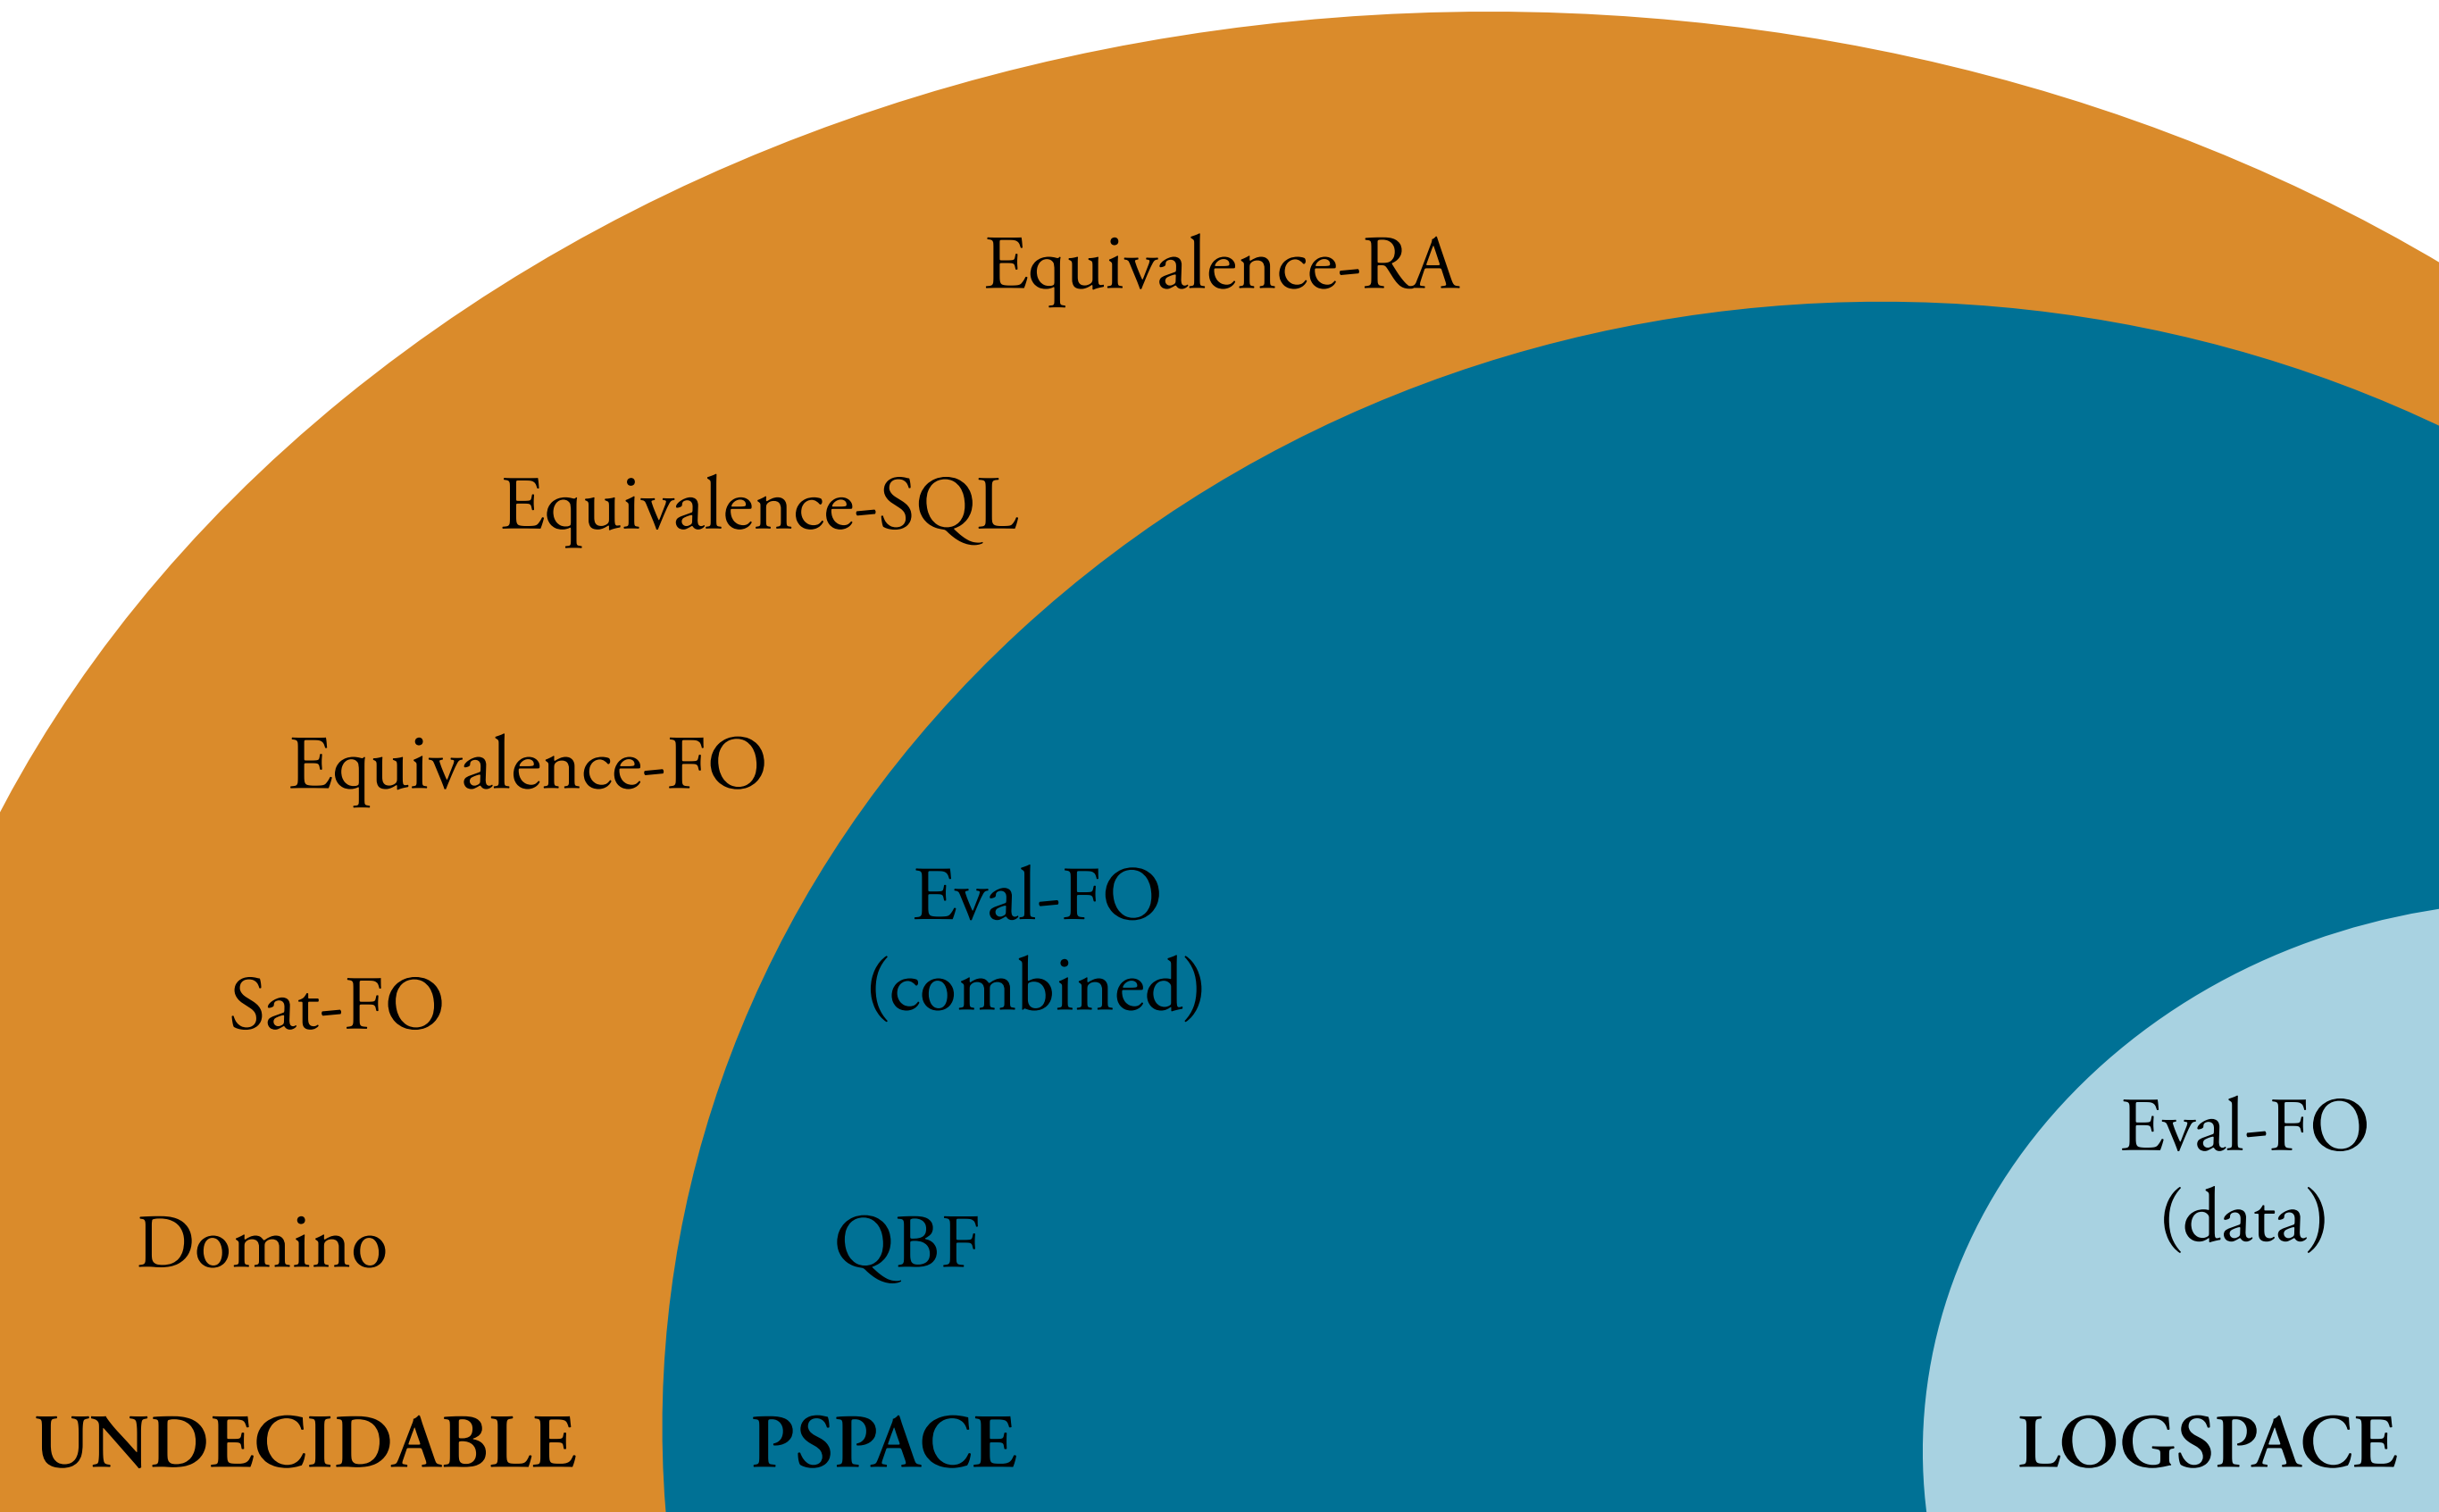 Equivalence-RA
Equivalence-SQL
Equivalence-FO
Eval-FO
(combined)
Sat-FO
Eval-FO
(data)
Domino
QBF
UNDECIDABLE
PSPACE
LOGSPACE